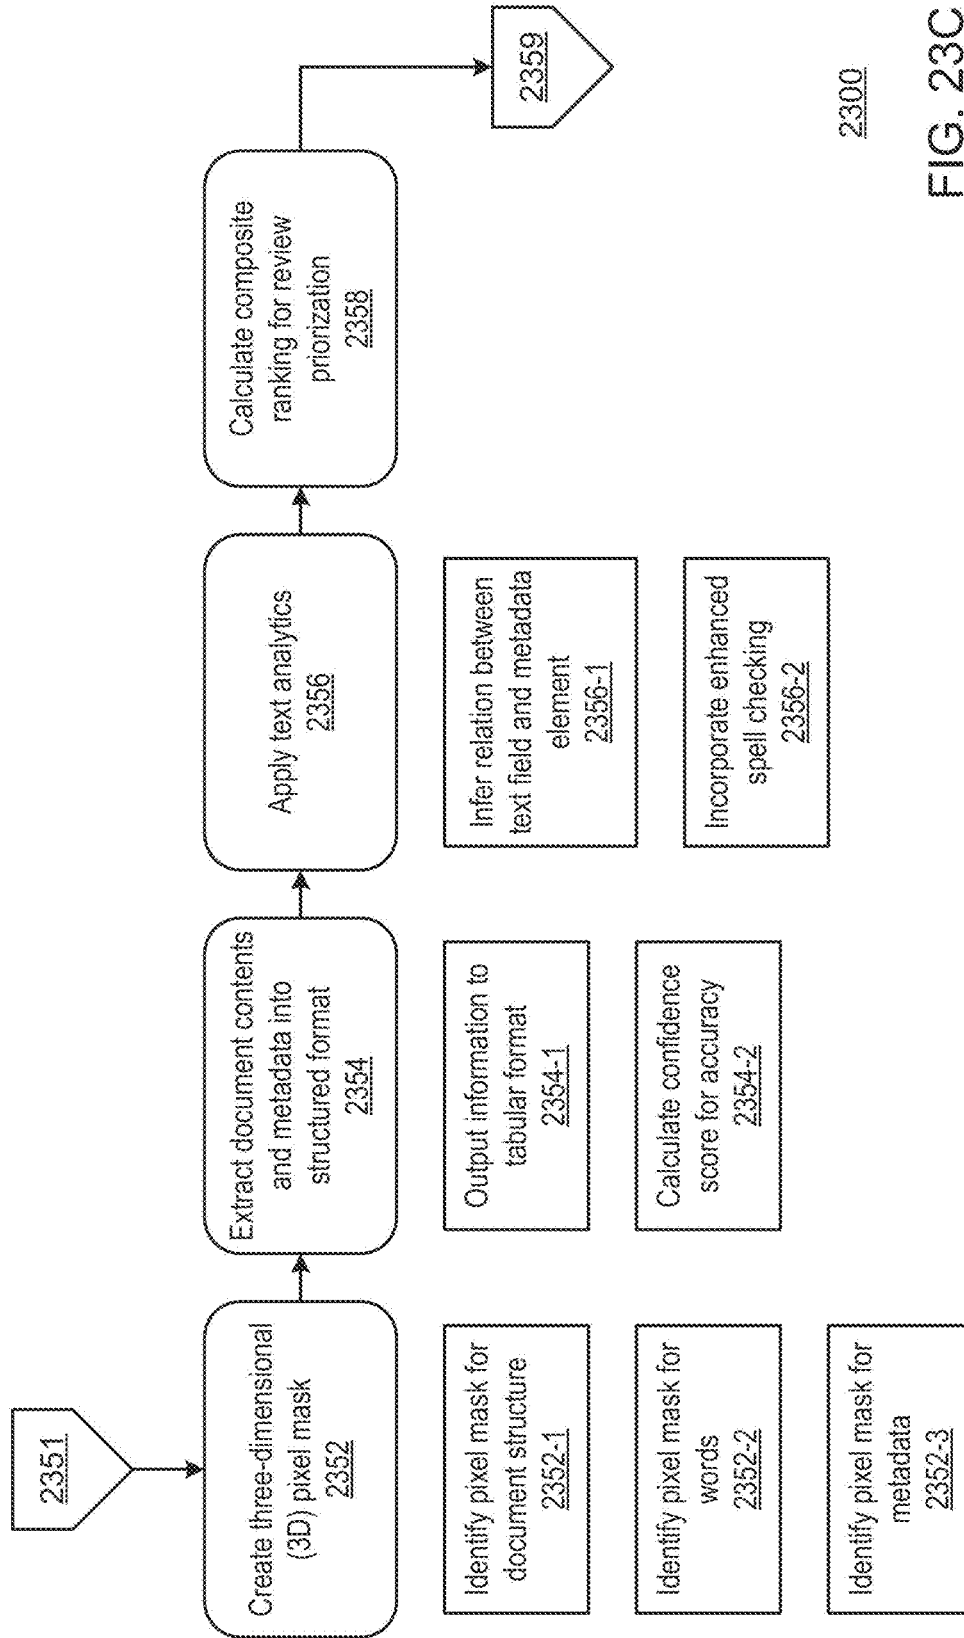 2351
Create three-dimensional
(3D) pixel mask
2352
Identify pixel mask for
document structure
2352-1
Identify pixel mask for
words
2352-2
Identify pixel mask for
metadata
2352-3
Extract document contents
and metadata into
structured format
2354
Output information to
tabular format
2354-1
Calculate confidence
score for accuracy
2354-2
Apply text analytics
2356
Infer relation between
text field and metadata
element
2356-1
Incorporate enhanced
spell checking
2356-2
Calculate composite
ranking for review
priorization
2358
2359
2300
FIG. 23C